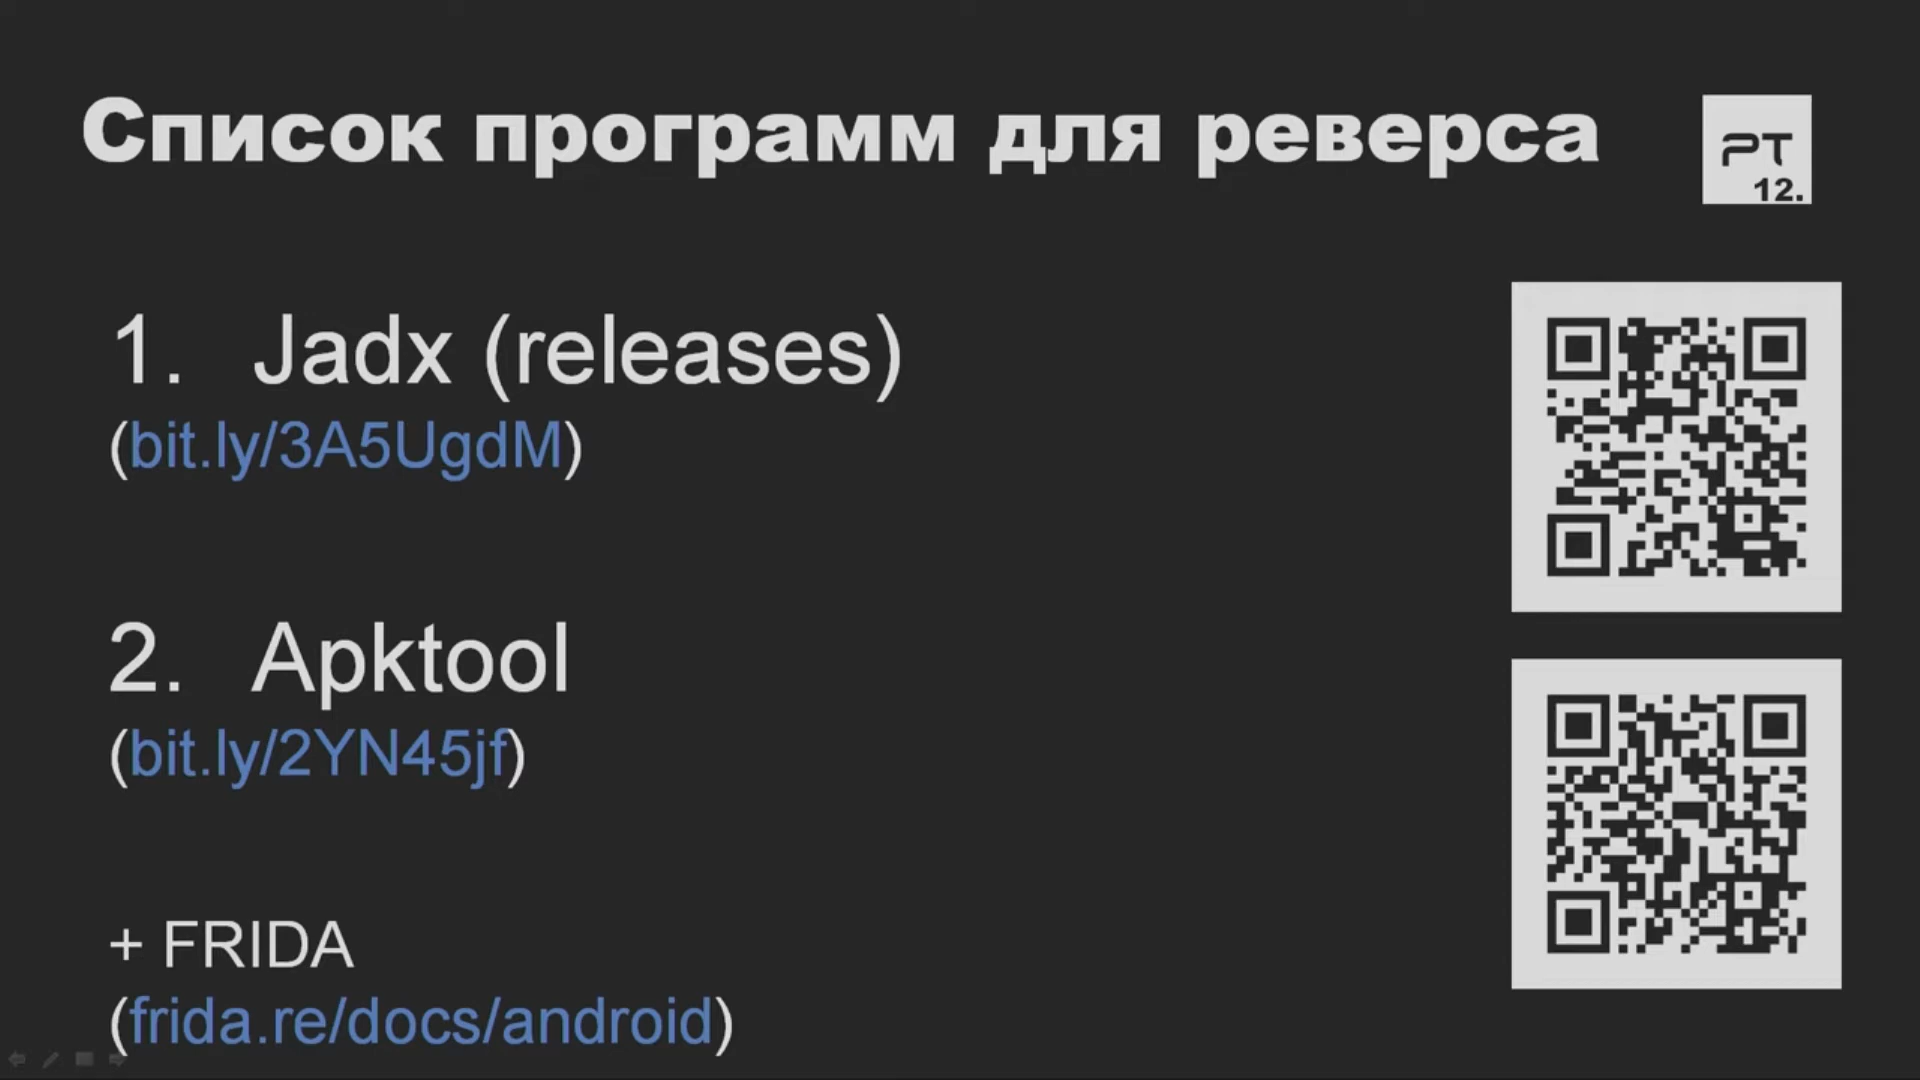 Список программ для реверса
PT
12.
1. Jadx (releases)
(bit.ly/3A5UgdM)
2. Apktool
(bit.ly/2YN45jf)
+ FRIDA
(frida.re/docs/android)